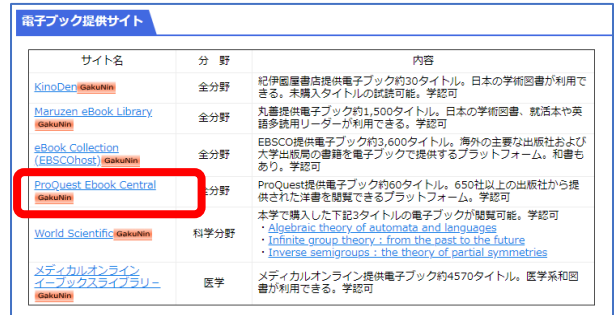 電子ブック提供サイト
サイト名 分 野 内容
KinoDen GakuNin 全分野 紀伊國屋書店提供電子ブック約30タイトル。日本の学術図書が利用で
きる。未購入タイトルの試読可能。学認可
Maruzen eBook Library
GakuNin 全分野 丸善提供電子ブック約1,500タイトル。日本の学術図書、就活本や英
語多読用リーダーが利用できる。学認可
eBook Collection
(EBSCOhost) GakuNin 全分野 EBSCO提供電子ブック約3,600タイトル。海外の主要な出版社および
大学出版局の書籍を電子ブックで提供するプラットフォーム。和書も
あり。学認可
ProQuest Ebook Central
GakuNin 全分野 ProQuest提供電子ブック約60タイトル。650社以上の出版社から提
供された洋書を閲覧できるプラットフォーム。学認可
World Scientific GakuNin 科学分野 本学で購入した下記3タイトルの電子ブックが閲覧可能。学認可
・Algebraic theory of automata and languages
・Infinite group theory : from the past to the future
・Inverse semigroups : the theory of partial symmetries
メディカルオンライン
イーブックスライブラリー
GakuNin 医学 メディカルオンライン提供電子ブック約4570タイトル。医学系和図
書が利用できる。学認可